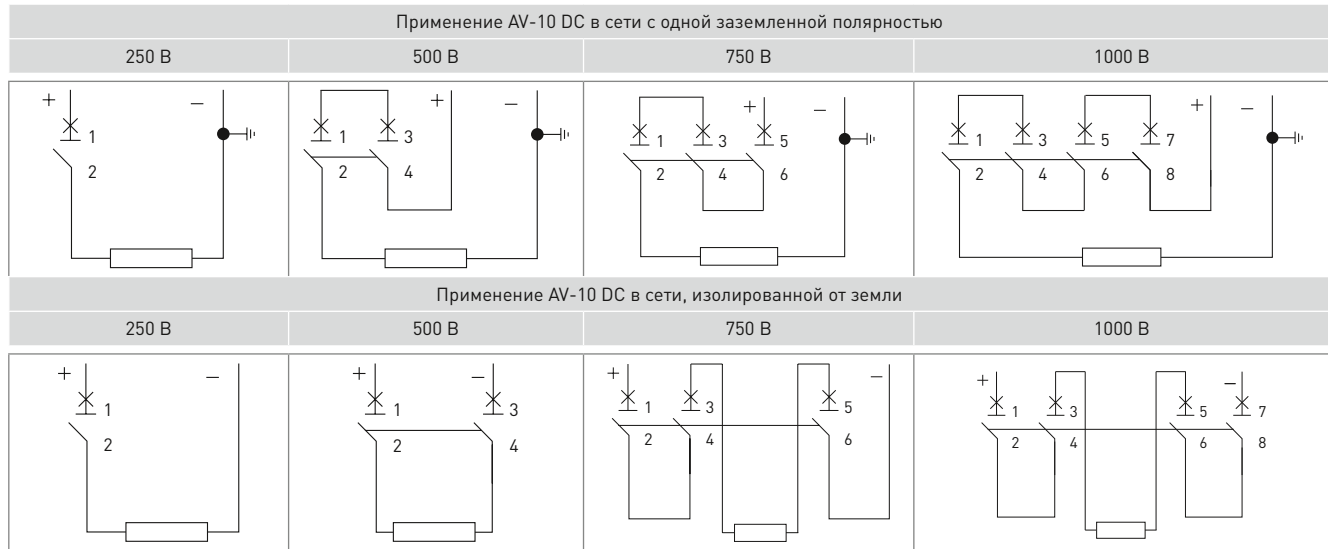 Применение AV-10 DC в сети с одной заземленной полярностью
250 В 500 В 750 В 1000 В
+ − + − + − + −
1 1 3 1 3 5 1 3 5 7
2 2 4 2 4 6 2 4 6 8
Применение AV-10 DC в сети, изолированной от земли
250 В 500 В 750 В 1000 В
+ − + − + − + −
1 1 3 1 3 5 1 3 5 7
2 2 4 2 4 6 2 4 6 8